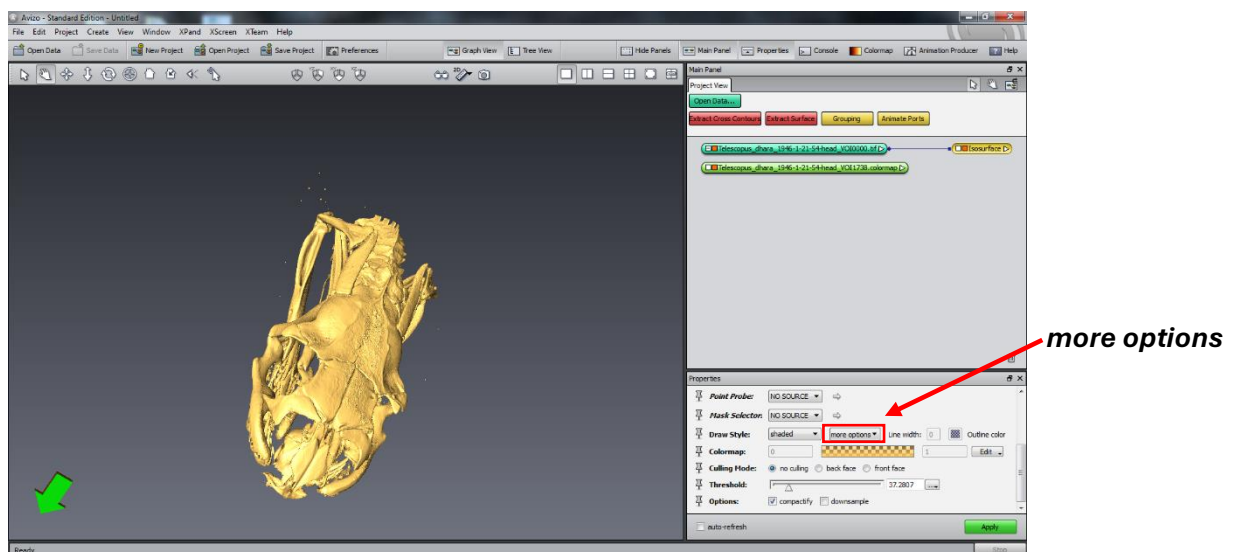 Avizo - Standard Edition - Untitled
File Edit Project Create View Window XPand XScreen XTeam Help
Open Data Save Data New Project Open Project Save Project Preferences Graph View Tree View Hide Panels Main Panel Properties Console Colormap Animation Producer Help
2D
Main Panel
Project View
Open Data...
Extract Cross Contours Extract Surface Grouping Animate Ports
Telescopus_dhara_1946-1-21-54-head_VOI0000.tif Isosurface
Telescopus_dhara_1946-1-21-54-head_VOI1738.colormap
more options
Properties
Point Probe: NO SOURCE
Mask Selector: NO SOURCE
Draw Style: shaded more options Line width: 0 Outline color
Colormap: 0 1 Edit
Culling Mode: no culling back face front face
Threshold: 37.2807 ...
Options: compactify downsample
auto-refresh Apply
Ready Stop